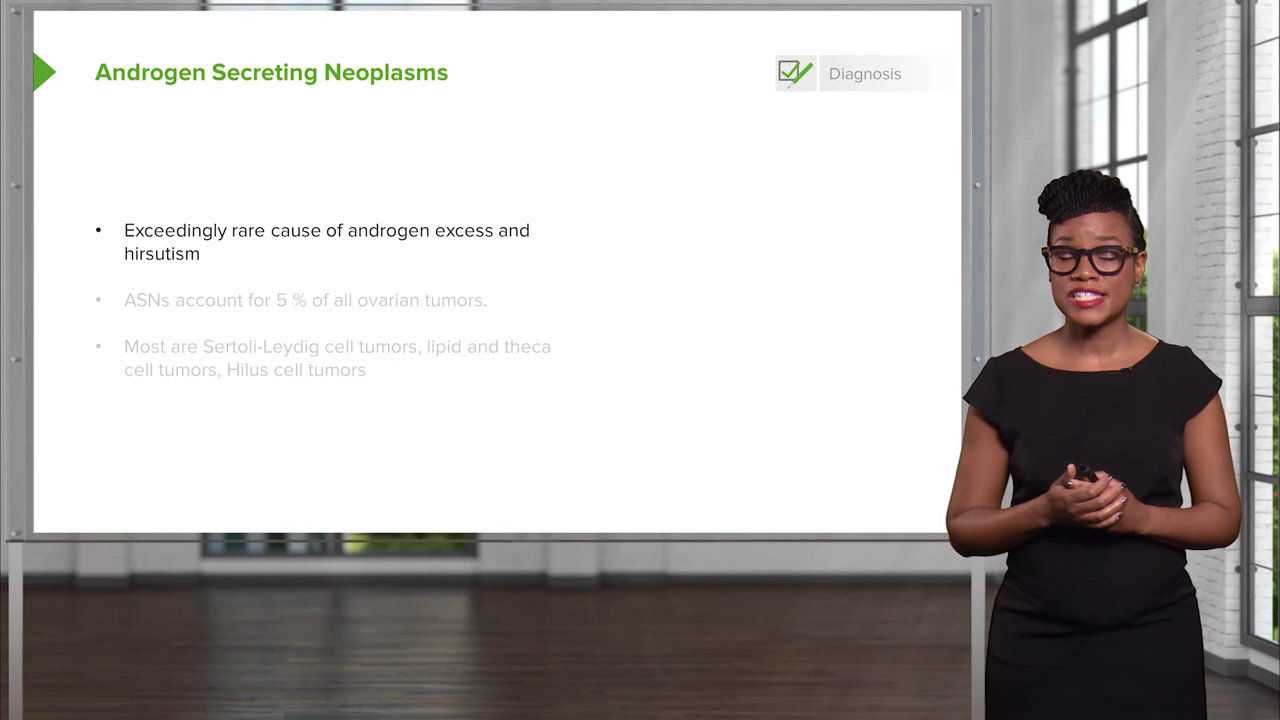 Androgen Secreting Neoplasms
Diagnosis
• Exceedingly rare cause of androgen excess and
hirsutism
• ASNs account for 5 % of all ovarian tumors.
• Most are Sertoli-Leydig cell tumors, lipid and theca
cell tumors, Hilus cell tumors